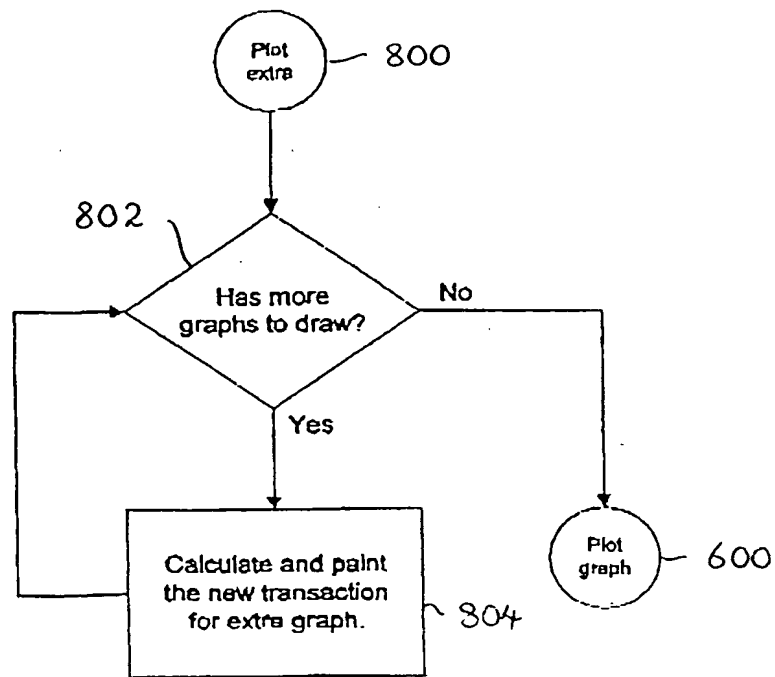 Plot
extra
800
802
Has more
graphs to draw?
No
Yes
Calculate and paint
the new transaction
for extra graph.
804
Plot
graph
600